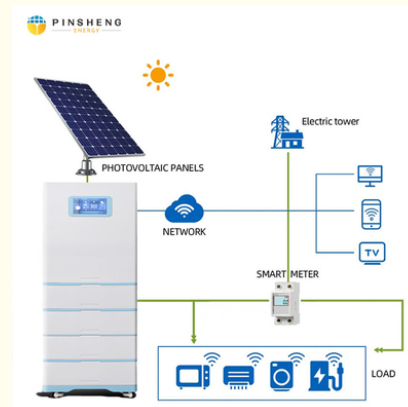 PINSHENG
ENERGY
Electric tower
PHOTOVOLTAIC PANELS
NETWORK
TV
SMART METER
LOAD